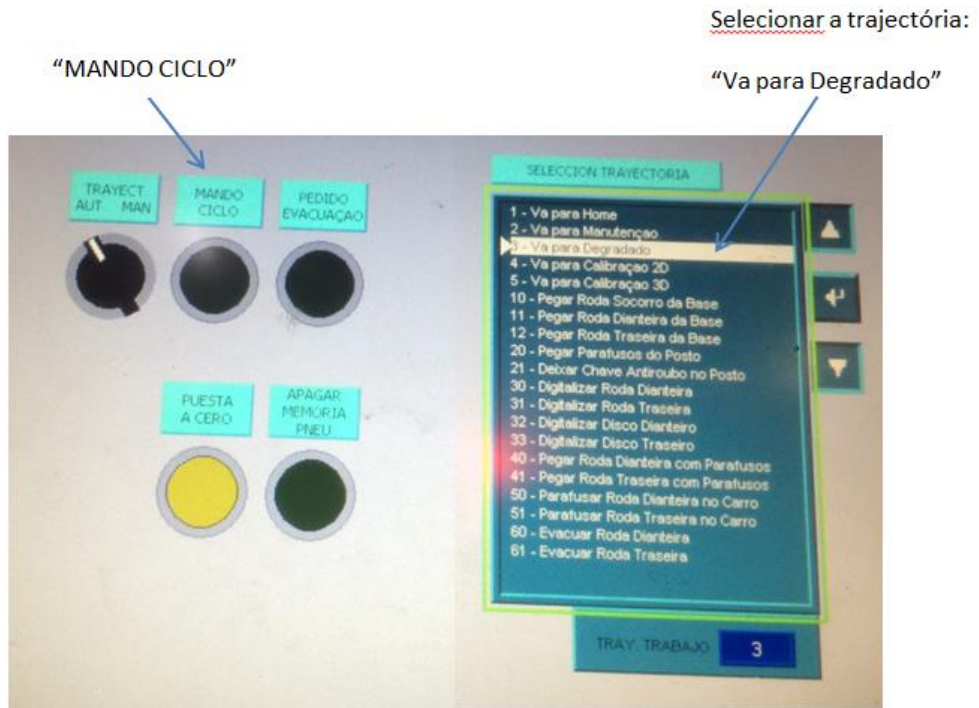 Selecionar a trajectória:
“MANDO CICLO”
“Va para Degradado”
TRAYECT
AUT MAN
MANDO
CICLO
PEDIDO
EVACUAÇAO
PUESTA
A CERO
APAGAR
MEMORIA
PNEU
SELECCION TRAYECTORIA
1 - Va para Home
2 - Va para Manutençao
3 - Va para Degradado
4 - Va para Calibraçao 2D
5 - Va para Calibraçao 3D
10 - Pegar Roda Socorro da Base
11 - Pegar Roda Dianteira da Base
12 - Pegar Roda Traseira da Base
20 - Pegar Parafusos do Posto
21 - Deixar Chave Antiroubo no Posto
30 - Digitalizar Roda Dianteira
31 - Digitalizar Roda Traseira
32 - Digitalizar Disco Dianteiro
33 - Digitalizar Disco Traseiro
40 - Pegar Roda Dianteira com Parafusos
41 - Pegar Roda Traseira com Parafusos
50 - Parafusar Roda Dianteira no Carro
51 - Parafusar Roda Traseira no Carro
60 - Evacuar Roda Dianteira
61 - Evacuar Roda Traseira
TRAY. TRABAJO 3